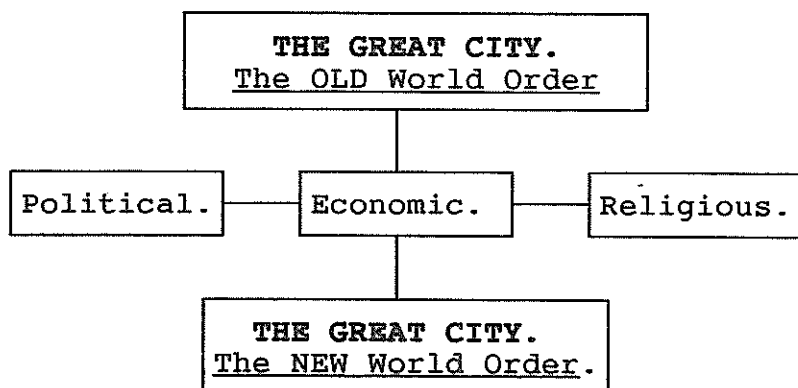 THE GREAT CITY.
The OLD World Order
Political.
Economic.
Religious.
THE GREAT CITY.
The NEW World Order.